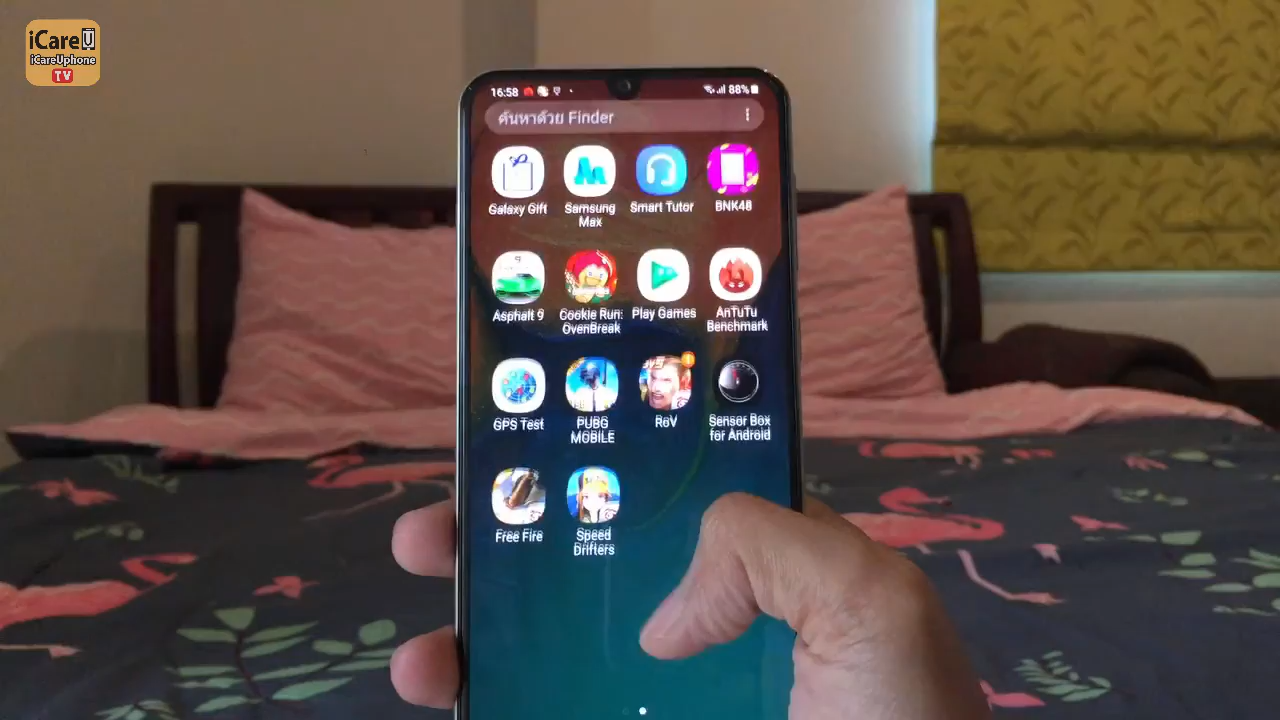 iCareU
iCareUphone
TV
16:58
88%
ค้นหาด้วย Finder
Galaxy Gift
Samsung
Max
Smart Tutor
BNK48
Asphalt 9
Cookie Run:
OvenBreak
Play Games
AnTuTu
Benchmark
GPS Test
PUBG
MOBILE
RoV
Sensor Box
for Android
Free Fire
Speed
Drifters